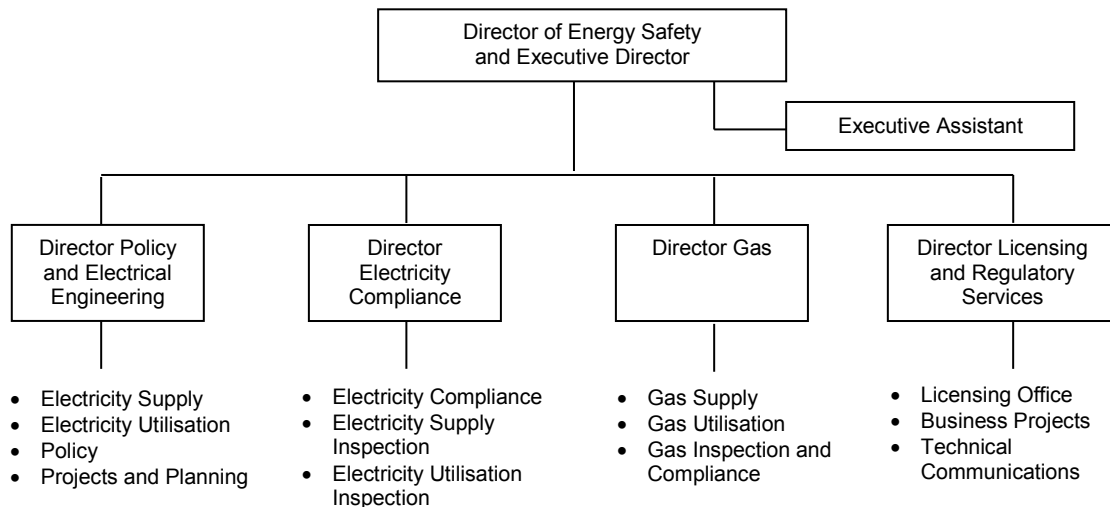 Director of Energy Safety
and Executive Director
Executive Assistant
Director Policy
and Electrical
Engineering
Director
Electricity
Compliance
Director Gas
Director Licensing
and Regulatory
Services
• Electricity Supply
• Electricity Utilisation
• Policy
• Projects and Planning
• Electricity Compliance
• Electricity Supply
Inspection
• Electricity Utilisation
Inspection
• Gas Supply
• Gas Utilisation
• Gas Inspection and
Compliance
• Licensing Office
• Business Projects
• Technical
Communications